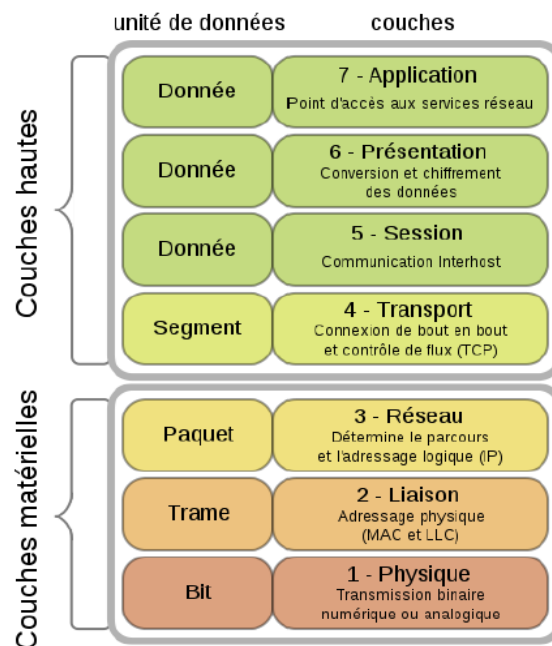 unité de données
couches
Couches hautes
Donnée
7 - Application
Point d'accès aux services réseau
Donnée
6 - Présentation
Conversion et chiffrement
des données
Donnée
5 - Session
Communication Interhost
Segment
4 - Transport
Connexion de bout en bout
et contrôle de flux (TCP)
Couches matérielles
Paquet
3 - Réseau
Détermine le parcours
et l'adressage logique (IP)
Trame
2 - Liaison
Adressage physique
(MAC et LLC)
Bit
1 - Physique
Transmission binaire
numérique ou analogique